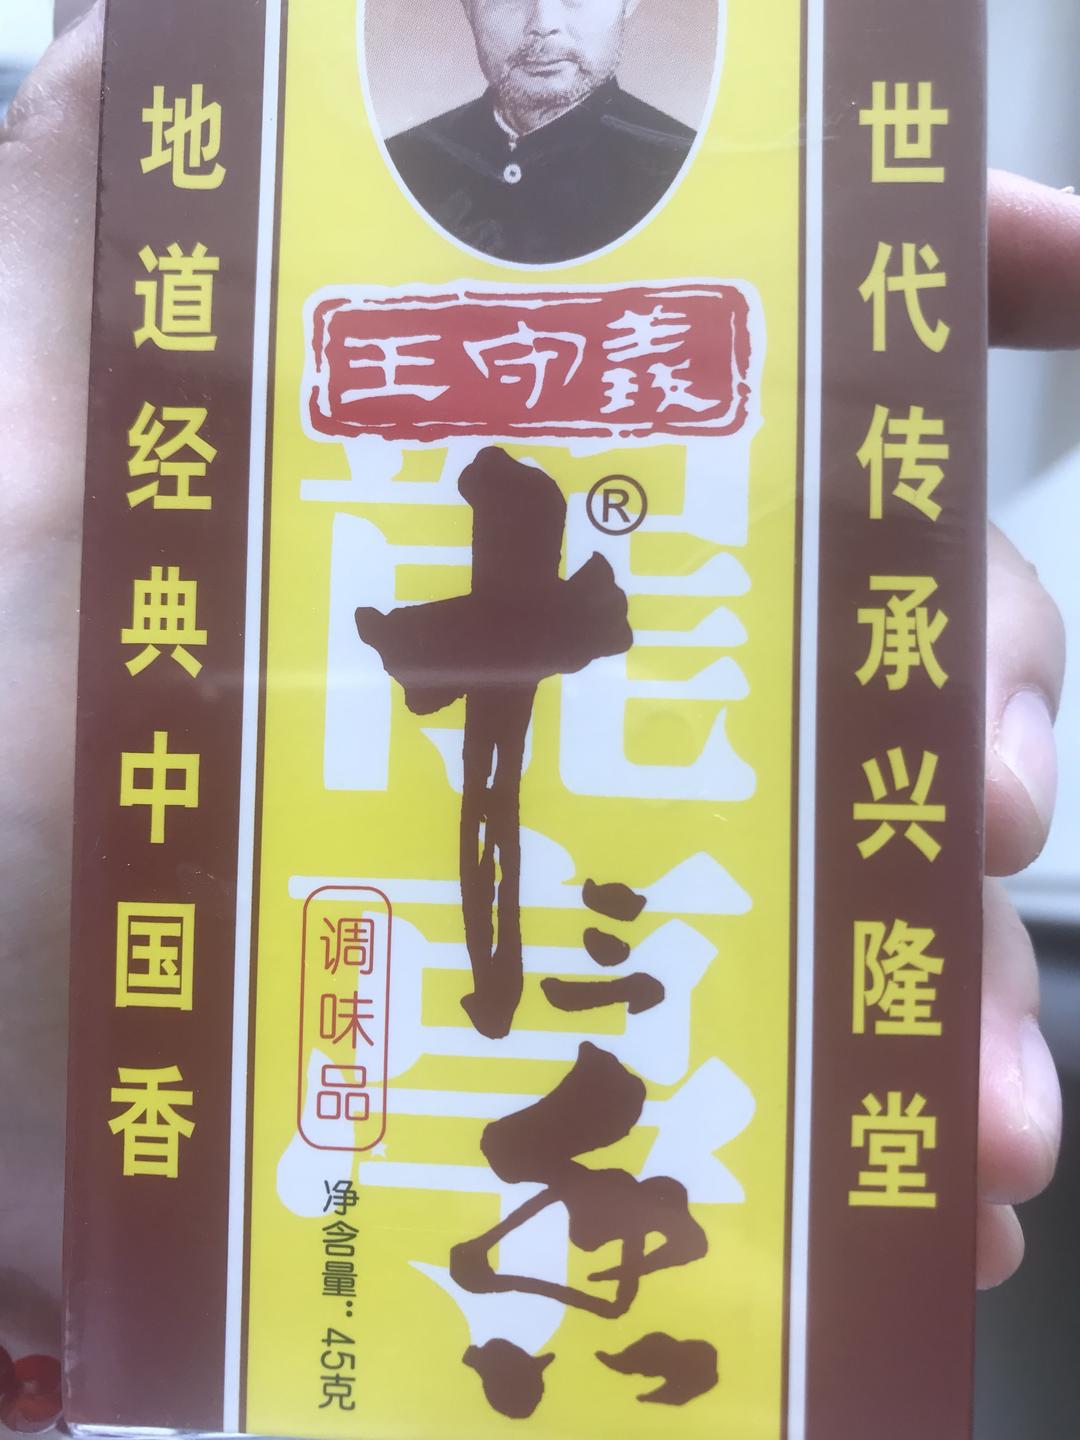 世代传承兴隆堂
地道经典中国香
王守義
®
十三香
调味品
净含量:45克